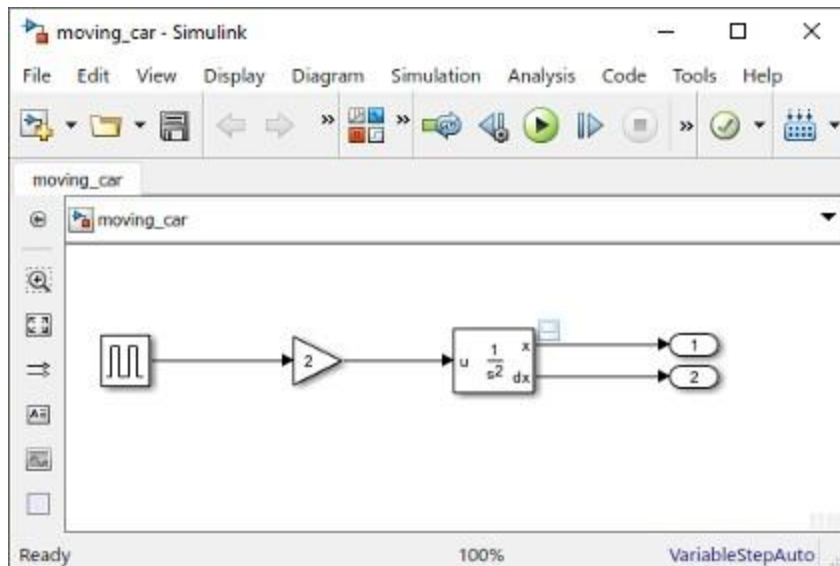 moving_car - Simulink
File Edit View Display Diagram Simulation Analysis Code Tools Help
moving_car
moving_car
2
u 1/s² x
dx
1
2
Ready 100% VariableStepAuto